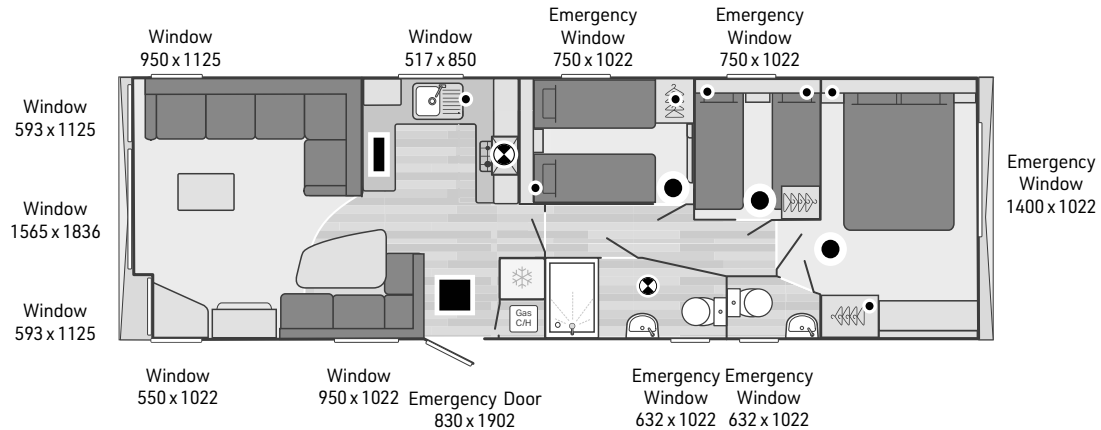 Emergency
Window
750 x 1022
Emergency
Window
750 x 1022
Window
950 x 1125
Window
517 x 850
Window
593 x 1125
Window
1565 x 1836
Window
593 x 1125
Emergency
Window
1400 x 1022
Gas
C/H
Window
550 x 1022
Window
950 x 1022
Emergency Door
830 x 1902
Emergency
Window
632 x 1022
Emergency
Window
632 x 1022